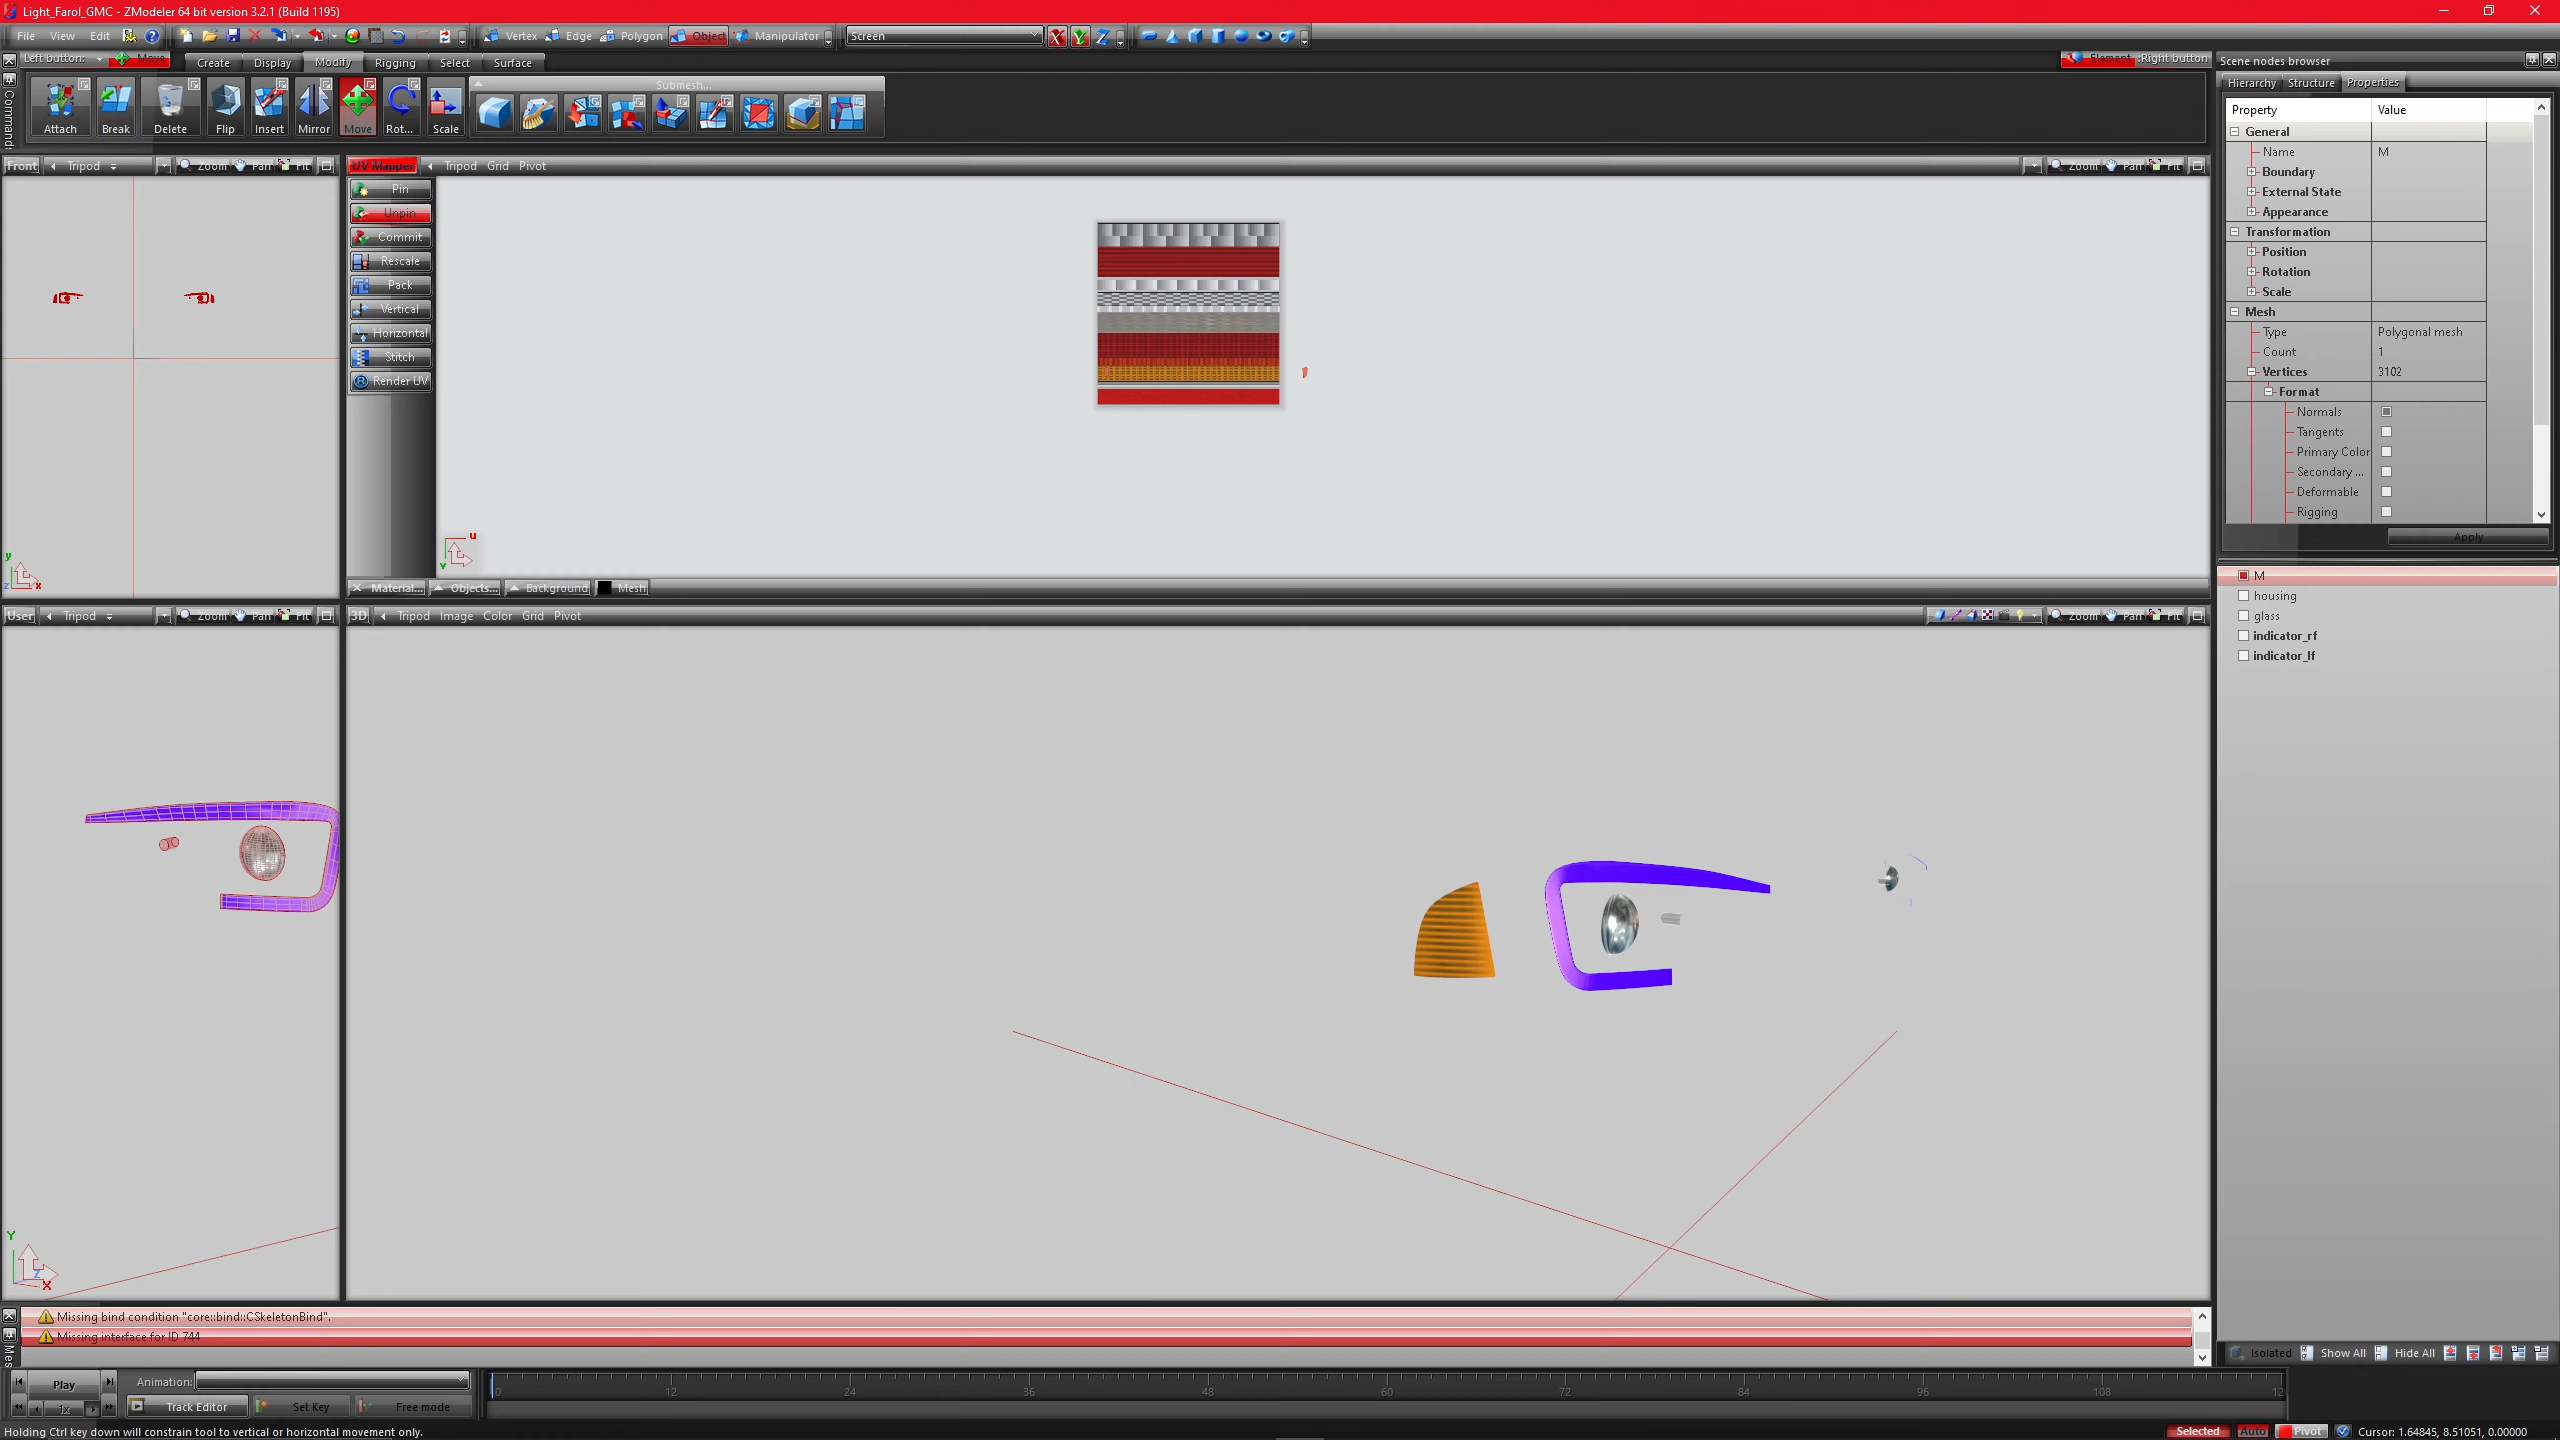 Light_Farol_GMC - ZModeler 64 bit version 3.2.1 (Build 1195)
File View Edit
Vertex Edge Polygon Object Manipulator Screen X Y Z
Left button: Move
Create Display Modify Rigging Select Surface
Element :Right button
Submesh...
Attach Break Delete Flip Insert Mirror Move Rot... Scale
Commands
Front Tripod Zoom Pan Fit
UV Mapper Tripod Grid Pivot Zoom Pan Fit
Pin
Unpin
Commit
Rescale
Pack
Vertical
Horizontal
Stitch
Render UV
y
z x
u
v
Material... Objects... Background Mesh
User Tripod Zoom Pan Fit
3D Tripod Image Color Grid Pivot Zoom Pan Fit
Y
Z
X
Scene nodes browser
Hierarchy Structure Properties
Property Value
General
Name M
Boundary
External State
Appearance
Transformation
Position
Rotation
Scale
Mesh
Type Polygonal mesh
Count 1
Vertices 3102
Format
Normals
Tangents
Primary Color
Secondary ...
Deformable
Rigging
Apply
M
housing
glass
indicator_rf
indicator_lf
Isolated Show All Hide All
Missing bind condition "core::bind::CSkeletonBind".
Missing interface for ID 744
Mes
Play Animation:
1x Track Editor Set Key Free mode
0 12 24 36 48 60 72 84 96 108 12
Holding Ctrl key down will constrain tool to vertical or horizontal movement only.
Selected Auto Pivot Cursor: 1.64845, 8.51051, 0.00000